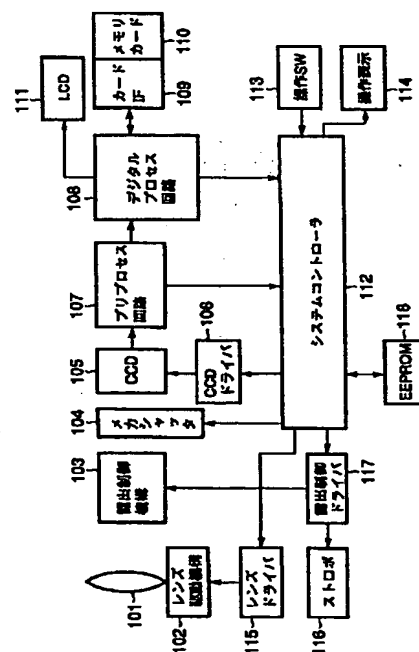 101
レンズ
駆動機構
102
露出制御
機構
103
メカシャッタ
104
CCD
105
CCD
ドライバ
106
プリプロセス
回路
107
デジタル
プロセス
回路
108
カード
IF
109
メモリ
カード
110
LCD
111
システムコントローラ
112
操作SW
113
操作表示
114
レンズ
ドライバ
115
ストロボ
116
露出制御
ドライバ
117
EEPROM
118